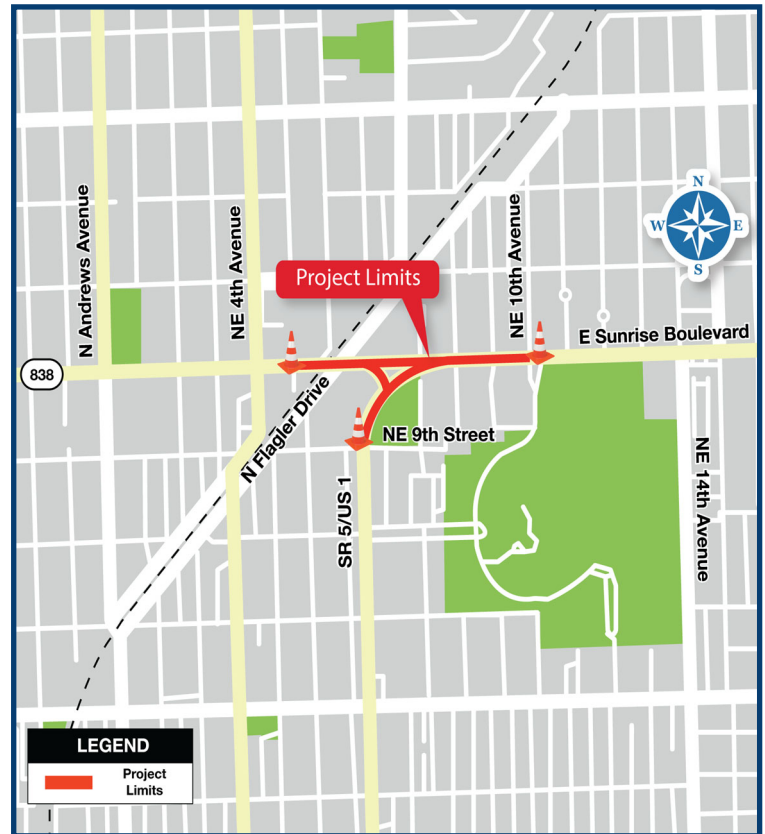 N Andrews Avenue
NE 4th Avenue
NE 10th Avenue
N
W
E
S
Project Limits
E Sunrise Boulevard
838
N Flagler Drive
NE 9th Street
SR 5/US 1
NE 14th Avenue
LEGEND
Project
Limits